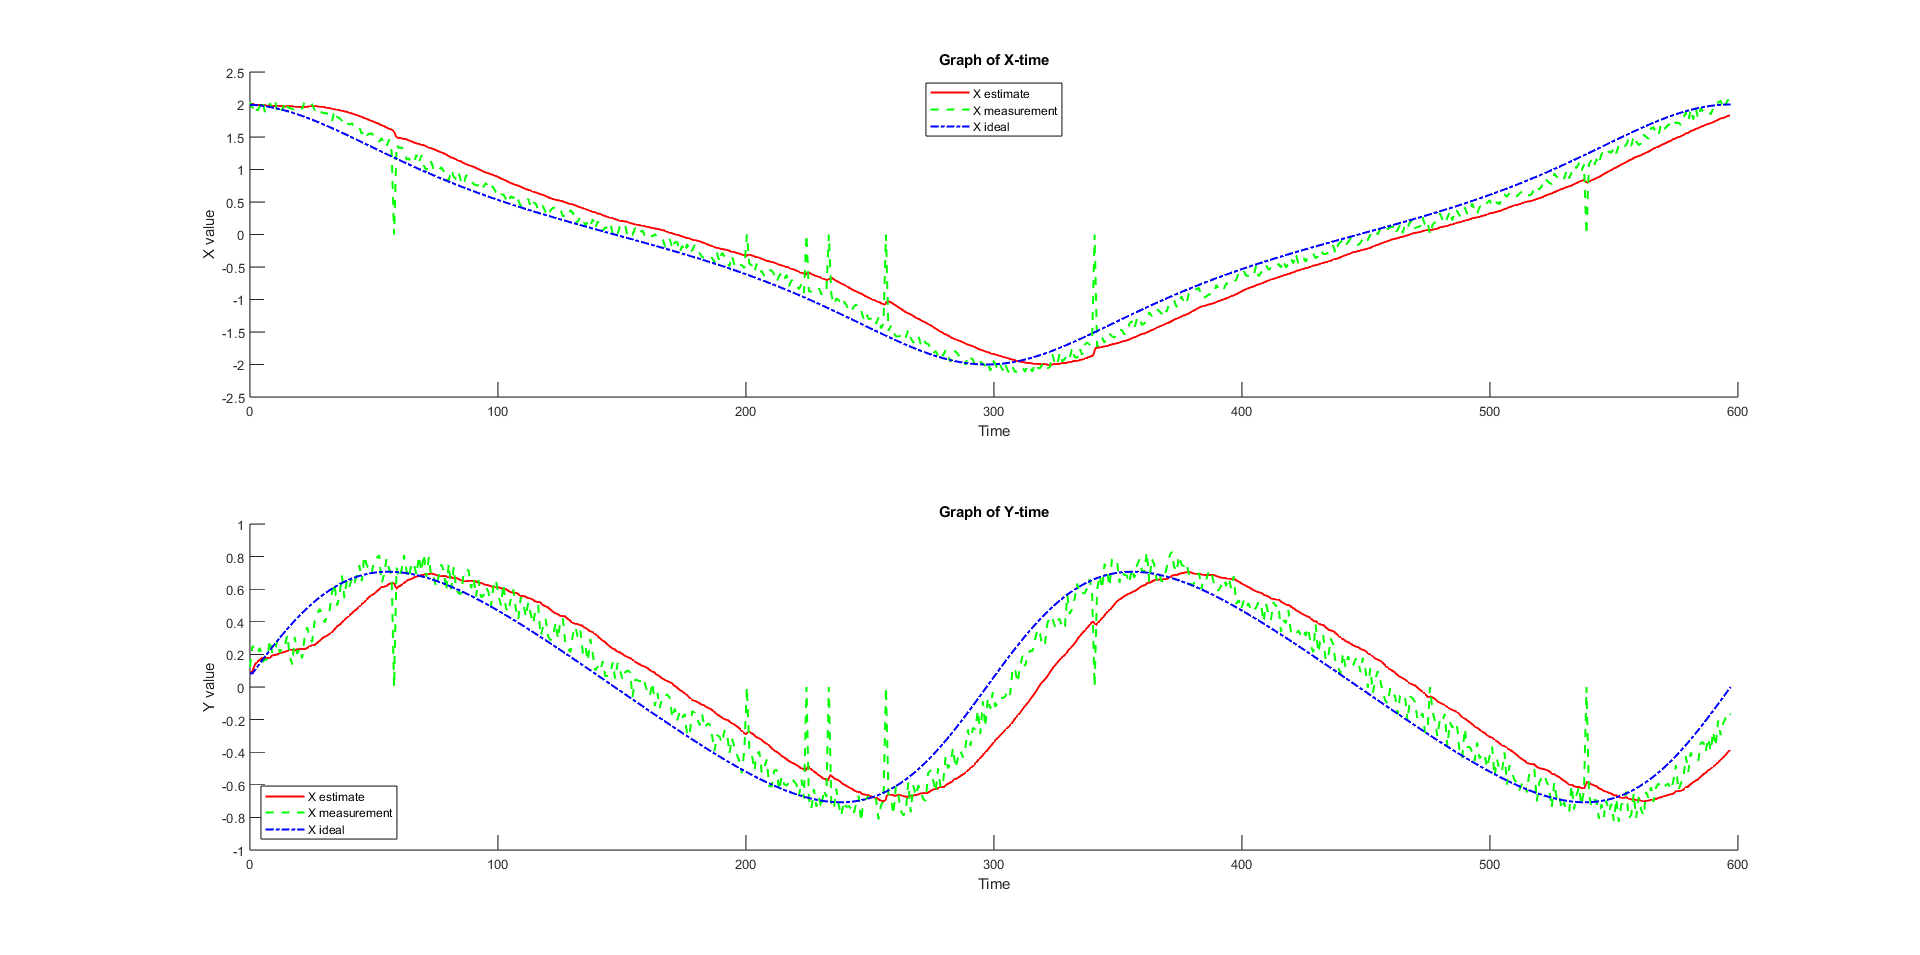 Graph of X-time
X estimate
X measurement
X ideal
2.5
2
1.5
1
0.5
0
-0.5
-1
-1.5
-2
-2.5
X value
0 100 200 300 400 500 600
Time
Graph of Y-time
1
0.8
0.6
0.4
0.2
0
-0.2
-0.4
-0.6
-0.8
-1
Y value
X estimate
X measurement
X ideal
0 100 200 300 400 500 600
Time